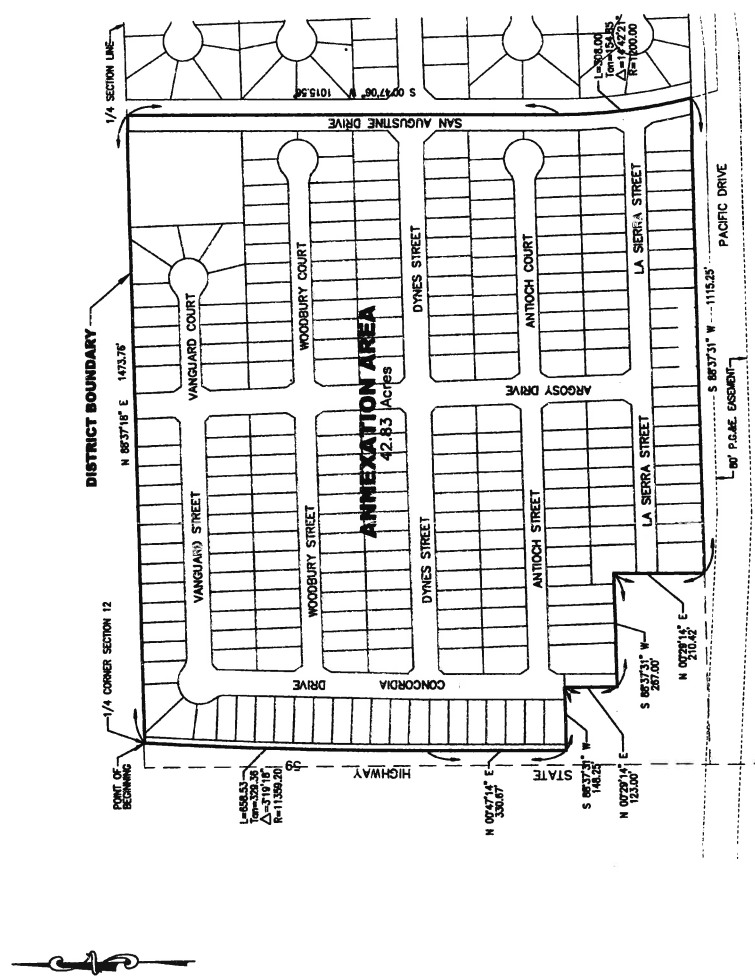 1/4 SECTION LINE
S 00°47'06" W 1015.56'
L=308.00
Tan=154.85
△=14°42'21"
R=1200.00
SAN AUGUSTINE DRIVE
DISTRICT BOUNDARY
N 88°37'18" E 1473.76'
VANGUARD COURT
WOODBURY COURT
DYNES STREET
ANTIOCH COURT
LA SIERRA STREET
PACIFIC DRIVE
ANNEXATION AREA
42.83 Acres
ARGOSY DRIVE
S 88°37'31" W 1115.25'
VANGUARD STREET
WOODBURY STREET
DYNES STREET
ANTIOCH STREET
LA SIERRA STREET
80' P.G.&E. EASEMENT
1/4 CORNER SECTION 12
CONCORDIA DRIVE
POINT OF
BEGINNING
L=658.53
Tan=329.36
△=3°19'18"
R=11359.20
STATE HIGHWAY 59
N 00°47'14" E
330.67'
S 88°37'31" W
148.25'
N 00°29'14" E
123.00'
S 88°37'31" W
267.00'
N 00°29'14" E
210.42'